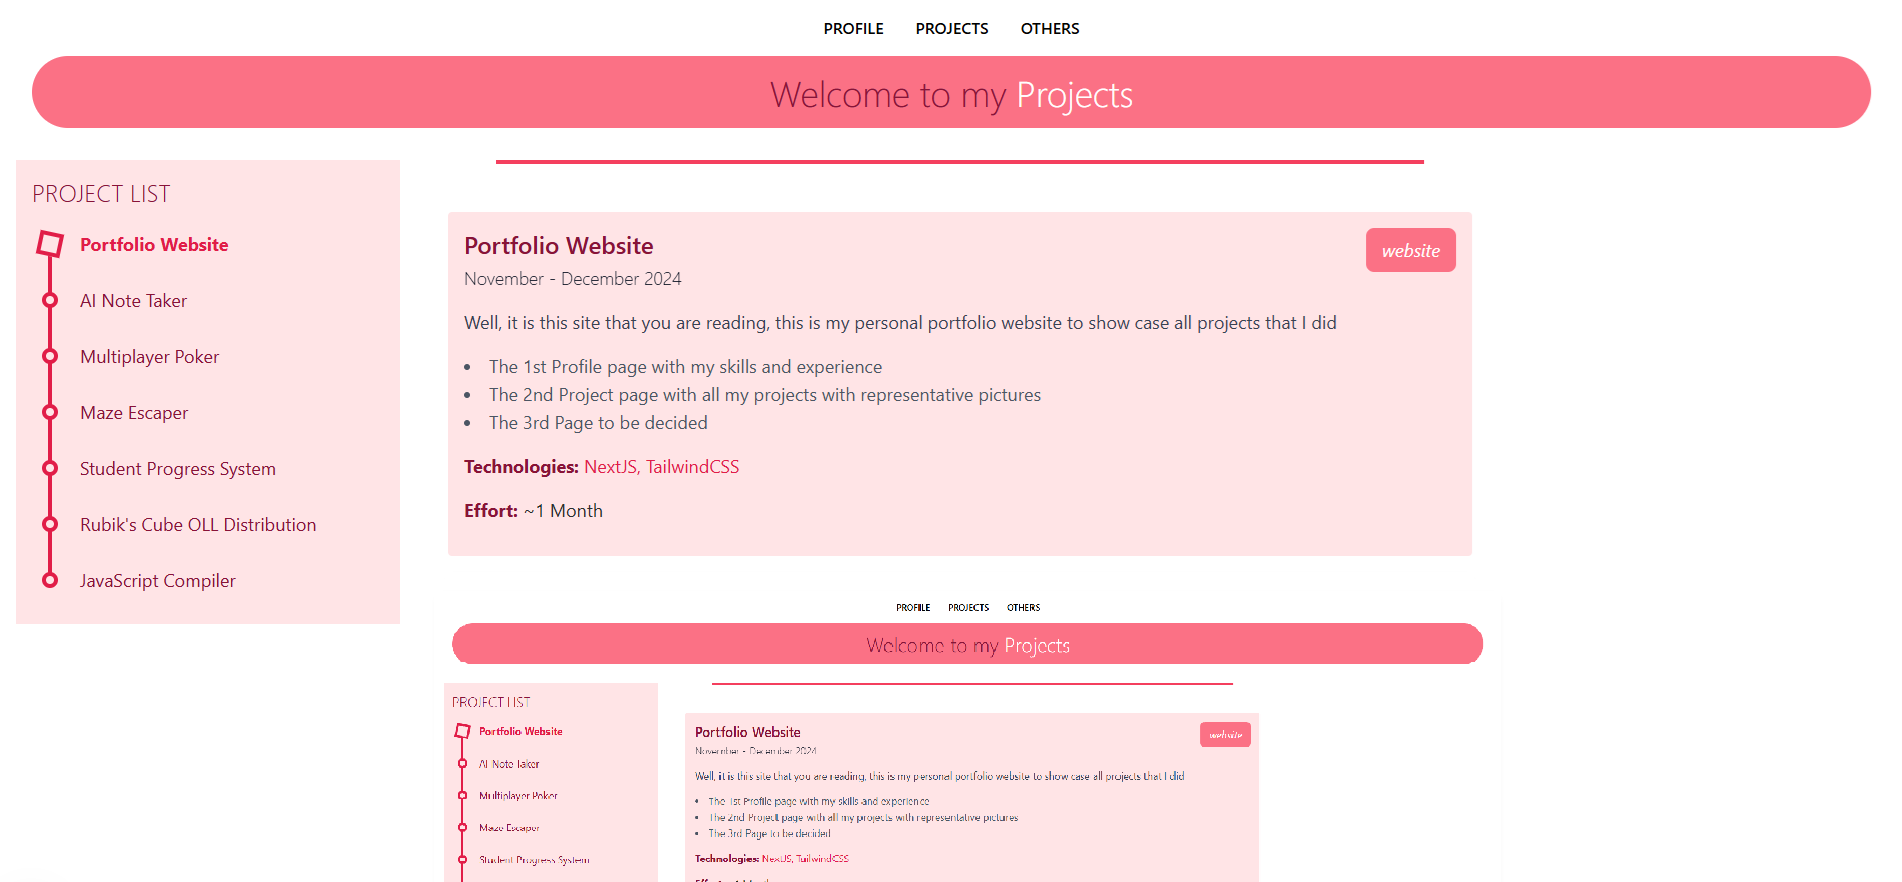 PROFILE PROJECTS OTHERS
Welcome to my Projects
PROJECT LIST
Portfolio Website
AI Note Taker
Multiplayer Poker
Maze Escaper
Student Progress System
Rubik's Cube OLL Distribution
JavaScript Compiler
Portfolio Website
website
November - December 2024
Well, it is this site that you are reading, this is my personal portfolio website to show case all projects that I did
• The 1st Profile page with my skills and experience
• The 2nd Project page with all my projects with representative pictures
• The 3rd Page to be decided
Technologies: NextJS, TailwindCSS
Effort: ~1 Month
PROFILE PROJECTS OTHERS
Welcome to my Projects
PROJECT LIST
Portfolio Website
AI Note Taker
Multiplayer Poker
Maze Escaper
Student Progress System
Portfolio Website
website
November - December 2024
Well, it is this site that you are reading, this is my personal portfolio website to show case all projects that I did
• The 1st Profile page with my skills and experience
• The 2nd Project page with all my projects with representative pictures
• The 3rd Page to be decided
Technologies: NextJS, TailwindCSS